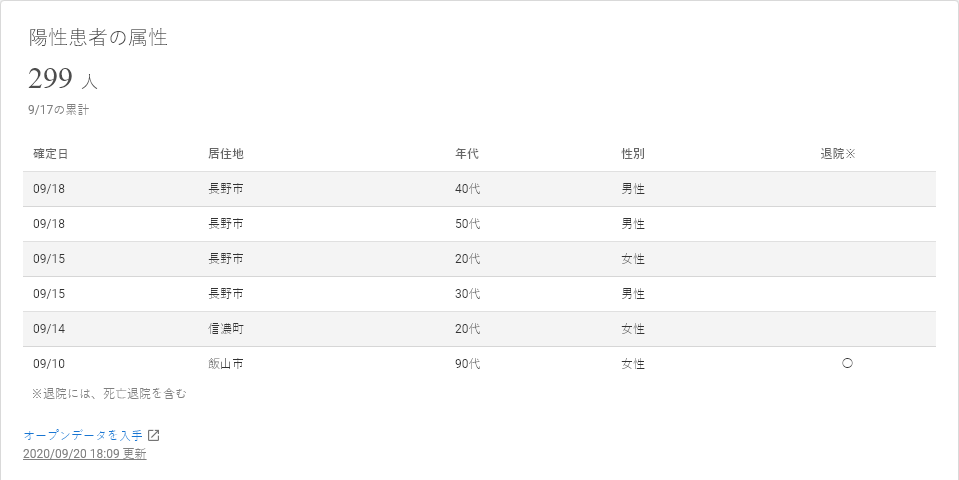 陽性患者の属性
299 人
9/17の累計
確定日 居住地 年代 性別 退院※
09/18 長野市 40代 男性
09/18 長野市 50代 男性
09/15 長野市 20代 女性
09/15 長野市 30代 男性
09/14 信濃町 20代 女性
09/10 飯山市 90代 女性 〇
※退院には、死亡退院を含む
オープンデータを入手
2020/09/20 18:09 更新